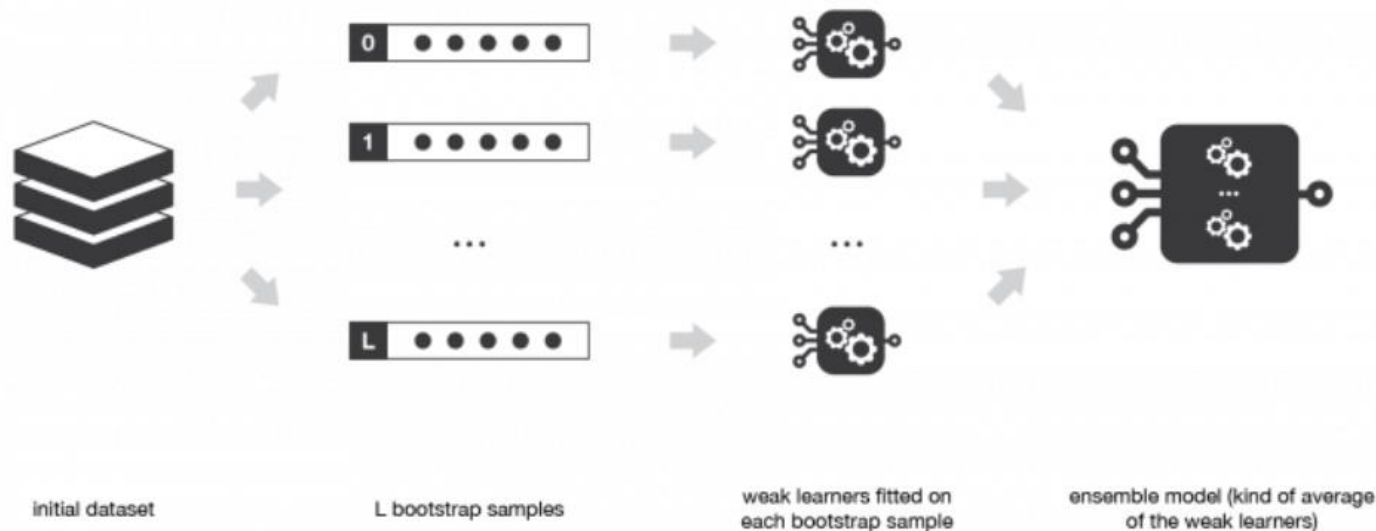 0
1
...
...
...
L
initial dataset
L bootstrap samples
weak learners fitted on
each bootstrap sample
ensemble model (kind of average
of the weak learners)